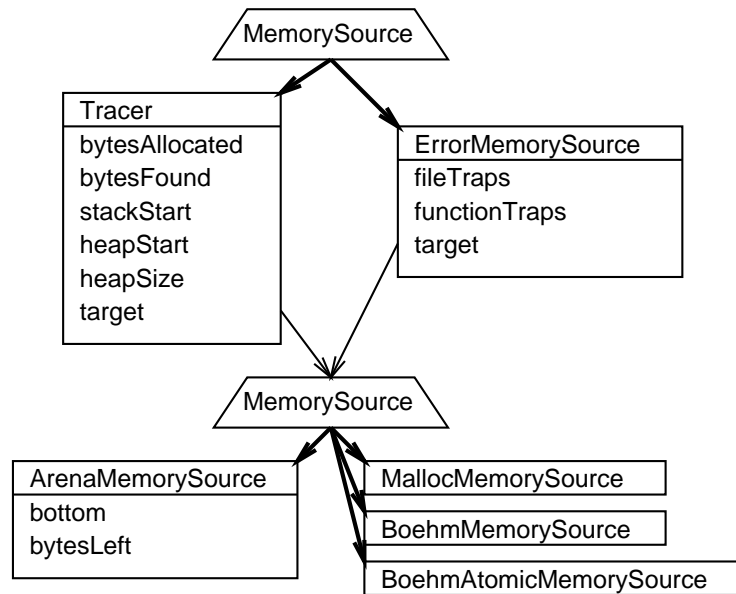 MemorySource
Tracer
bytesAllocated
bytesFound
stackStart
heapStart
heapSize
target
ErrorMemorySource
fileTraps
functionTraps
target
MemorySource
ArenaMemorySource
bottom
bytesLeft
MallocMemorySource
BoehmMemorySource
BoehmAtomicMemorySource